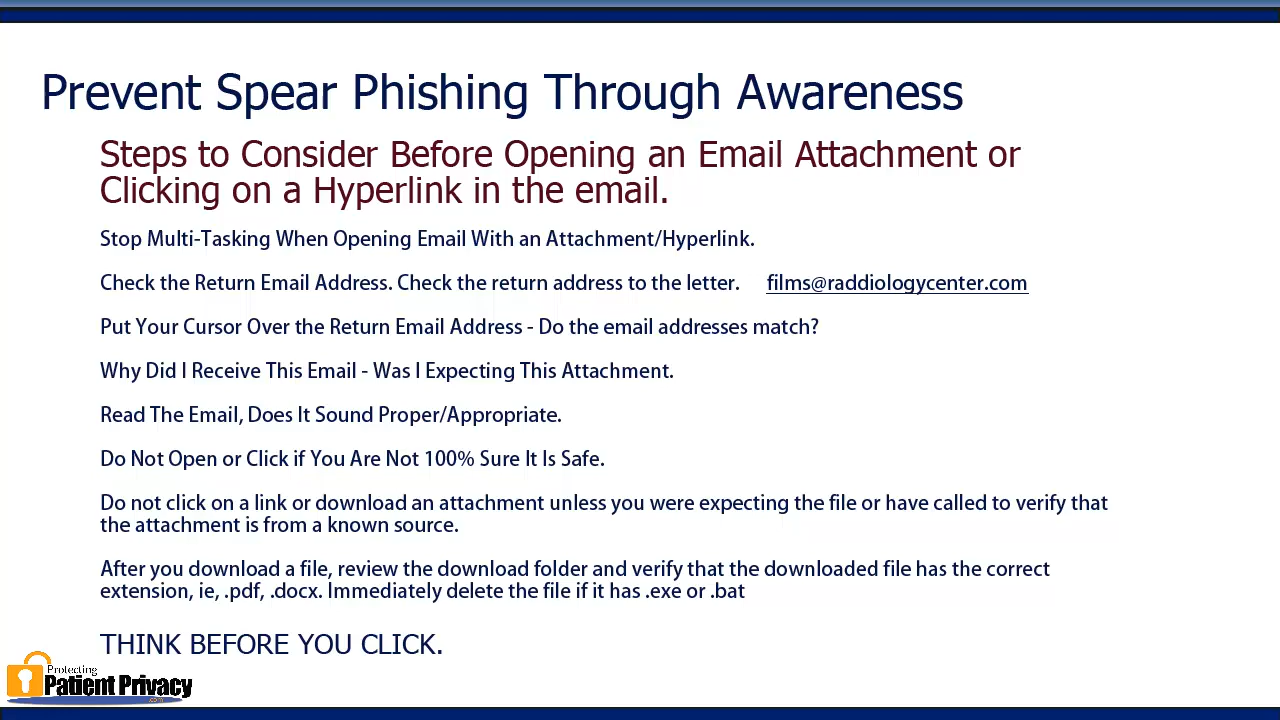 Prevent Spear Phishing Through Awareness
Steps to Consider Before Opening an Email Attachment or
Clicking on a Hyperlink in the email.
Stop Multi-Tasking When Opening Email With an Attachment/Hyperlink.
Check the Return Email Address. Check the return address to the letter. films@raddiologycenter.com
Put Your Cursor Over the Return Email Address - Do the email addresses match?
Why Did I Receive This Email - Was I Expecting This Attachment.
Read The Email, Does It Sound Proper/Appropriate.
Do Not Open or Click if You Are Not 100% Sure It Is Safe.
Do not click on a link or download an attachment unless you were expecting the file or have called to verify that
the attachment is from a known source.
After you download a file, review the download folder and verify that the downloaded file has the correct
extension, ie, .pdf, .docx. Immediately delete the file if it has .exe or .bat
THINK BEFORE YOU CLICK.
Protecting
Patient Privacy
.com